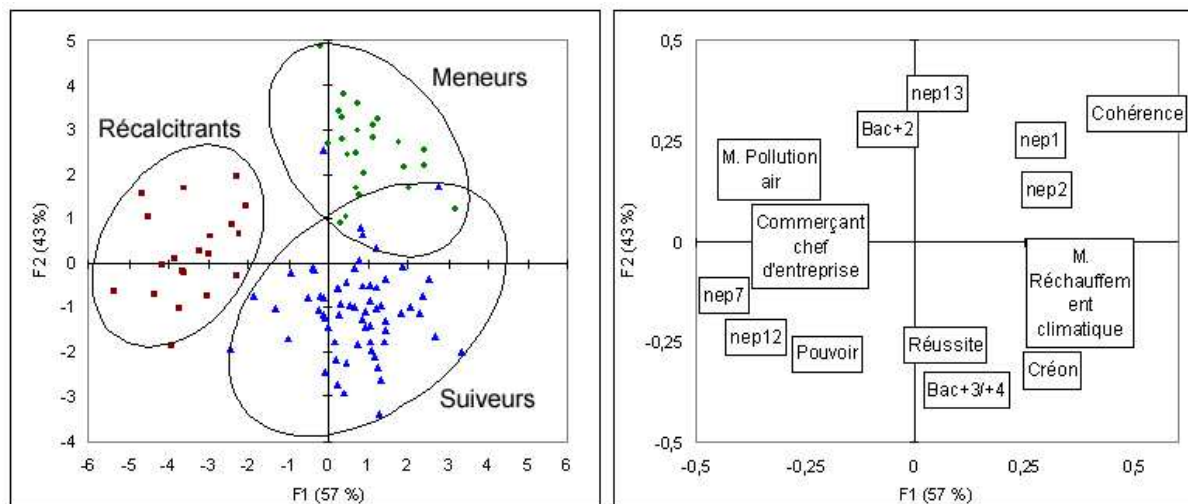 5
4
3
2
1
0
-1
-2
-3
-4
F2 (43 %)
-6 -5 -4 -3 -2 -1 0 1 2 3 4 5 6
F1 (57 %)
Meneurs
Récalcitrants
Suiveurs
0,5
0,25
0
-0,25
-0,5
F2 (43 %)
-0,5 -0,25 0 0,25 0,5
F1 (57 %)
nep13
Cohérence
Bac+2
nep1
M. Pollution
air
nep2
Commerçant
chef
d'entreprise
M.
Réchauffem
ent
climatique
nep7
nep12
Pouvoir
Réussite
Créon
Bac+3/+4